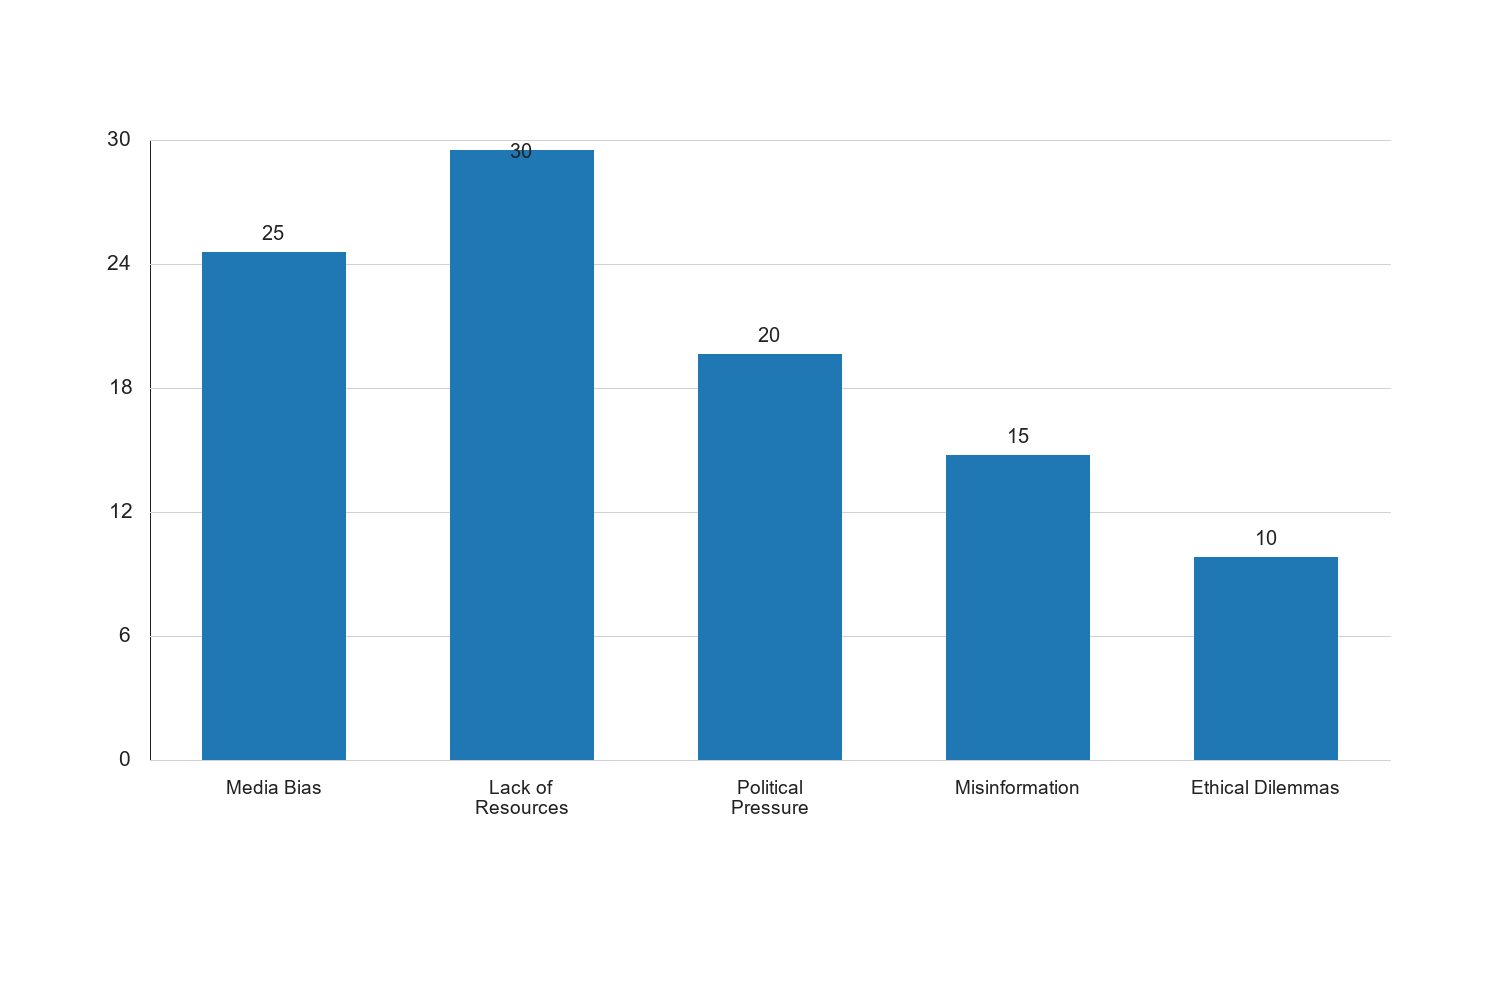 30
24
18
12
6
0
25
30
20
15
10
Media Bias
Lack of
Resources
Political
Pressure
Misinformation
Ethical Dilemmas